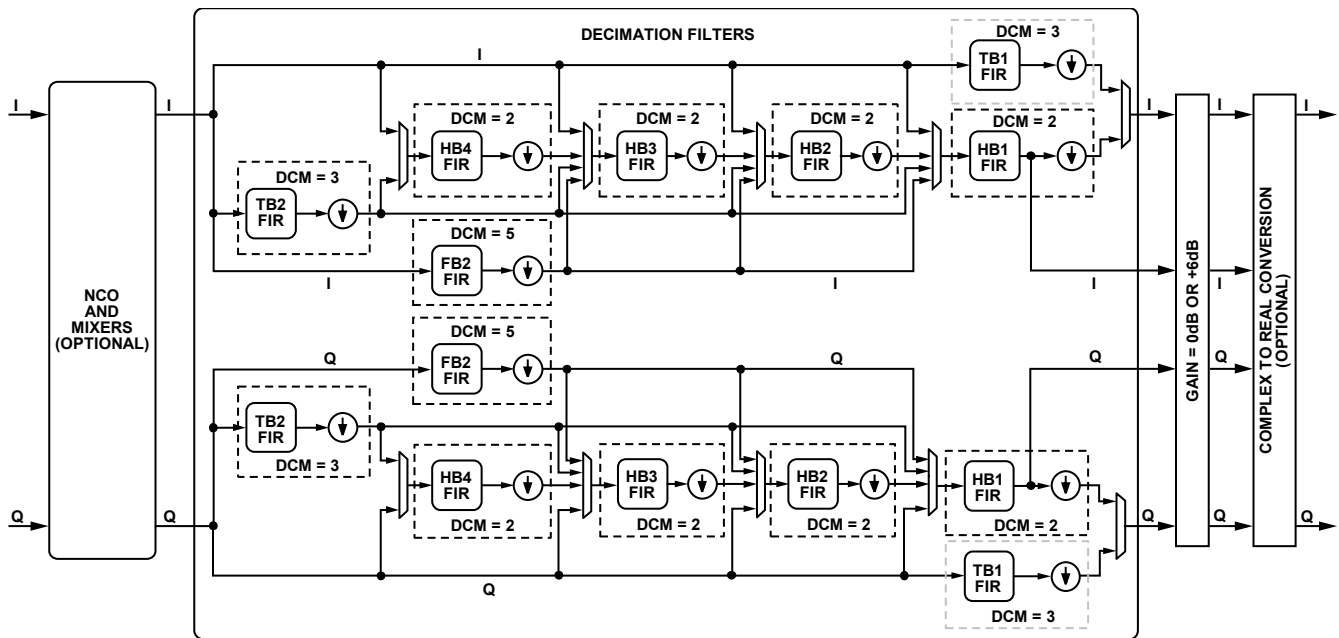 DECIMATION FILTERS
DCM = 3
I
TB1
FIR
I
I
I
I
I
DCM = 2
DCM = 2
DCM = 2
DCM = 2
HB4
FIR
HB3
FIR
HB2
FIR
HB1
FIR
DCM = 3
TB2
FIR
DCM = 5
FB2
FIR
I
I
I
NCO
AND
MIXERS
(OPTIONAL)
GAIN = 0dB OR +6dB
COMPLEX TO REAL CONVERSION
(OPTIONAL)
DCM = 5
Q
FB2
FIR
Q
Q
Q
TB2
FIR
DCM = 3
HB4
FIR
DCM = 2
HB3
FIR
DCM = 2
HB2
FIR
DCM = 2
HB1
FIR
DCM = 2
Q
Q
Q
Q
Q
Q
TB1
FIR
DCM = 3